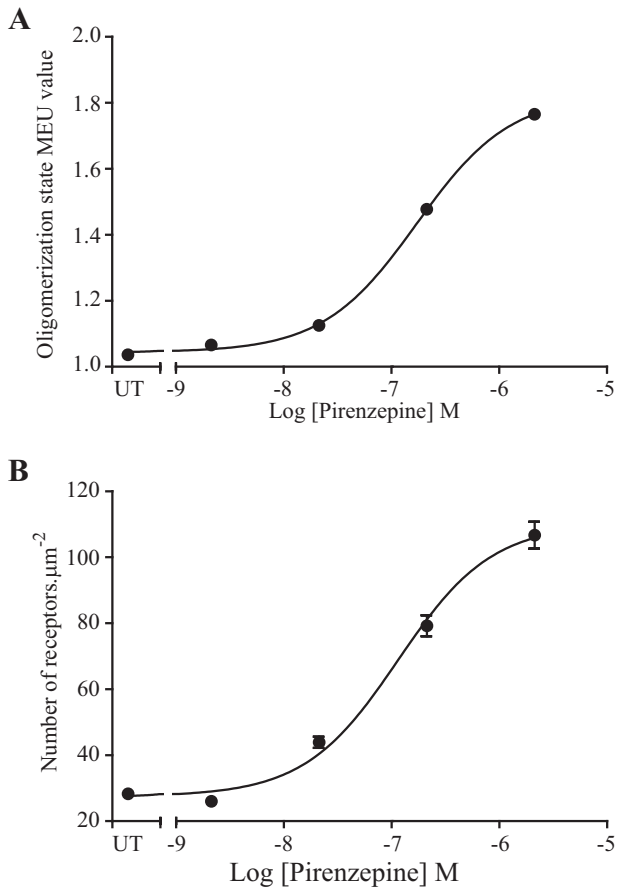 A
Oligomerization state MEU value
2.0
1.8
1.6
1.4
1.2
1.0
UT -9 -8 -7 -6 -5
Log [Pirenzepine] M
B
Number of receptors.µm-2
120
100
80
60
40
20
UT -9 -8 -7 -6 -5
Log [Pirenzepine] M